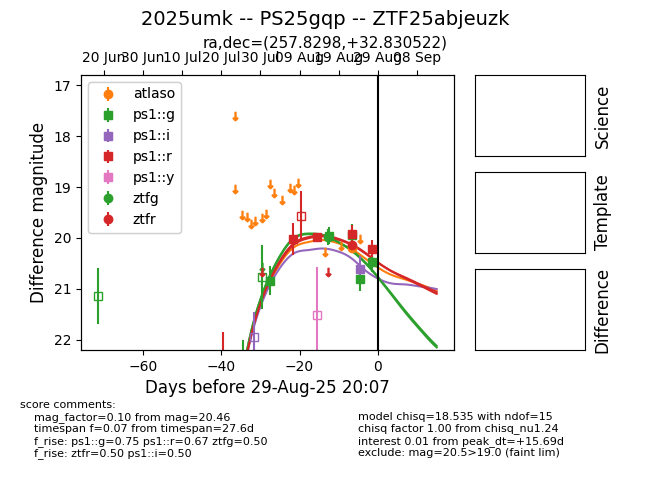 2025umk -- PS25gqp -- ZTF25abjeuzk
ra,dec=(257.8298,+32.830522)
20 Jun 30 Jun 10 Jul 20 Jul 30 Jul 09 Aug 19 Aug 29 Aug 08 Sep
17
18
19
20
21
22
Difference magnitude
atlaso
ps1::g
ps1::i
ps1::r
ps1::y
ztfg
ztfr
−60 −40 −20 0
Days before 29-Aug-25 20:07
Science
Template
Difference
score comments:
mag_factor=0.10 from mag=20.46
timespan f=0.07 from timespan=27.6d
f_rise: ps1::g=0.75 ps1::r=0.67 ztfg=0.50
f_rise: ztfr=0.50 ps1::i=0.50
model chisq=18.535 with ndof=15
chisq factor 1.00 from chisq_nu1.24
interest 0.01 from peak_dt=+15.69d
exclude: mag=20.5>19.0 (faint lim)